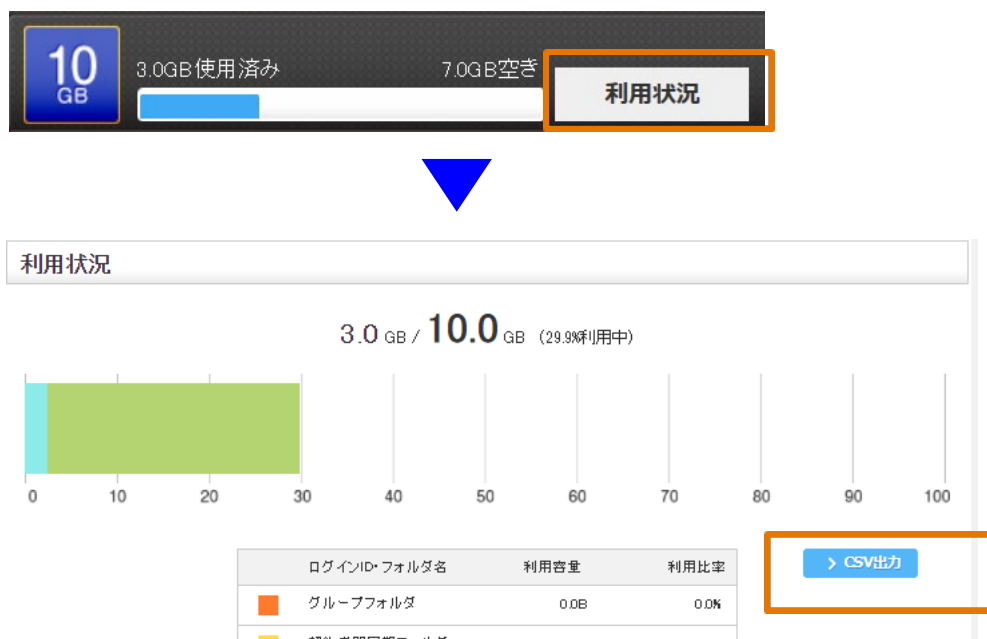 10
GB
3.0GB使用済み 7.0GB空き
利用状況
利用状況
3.0 GB / 10.0 GB (29.9%利用中)
0 10 20 30 40 50 60 70 80 90 100
ログインID・フォルダ名 利用容量 利用比率
> CSV出力
グループフォルダ 0.0B 0.0%